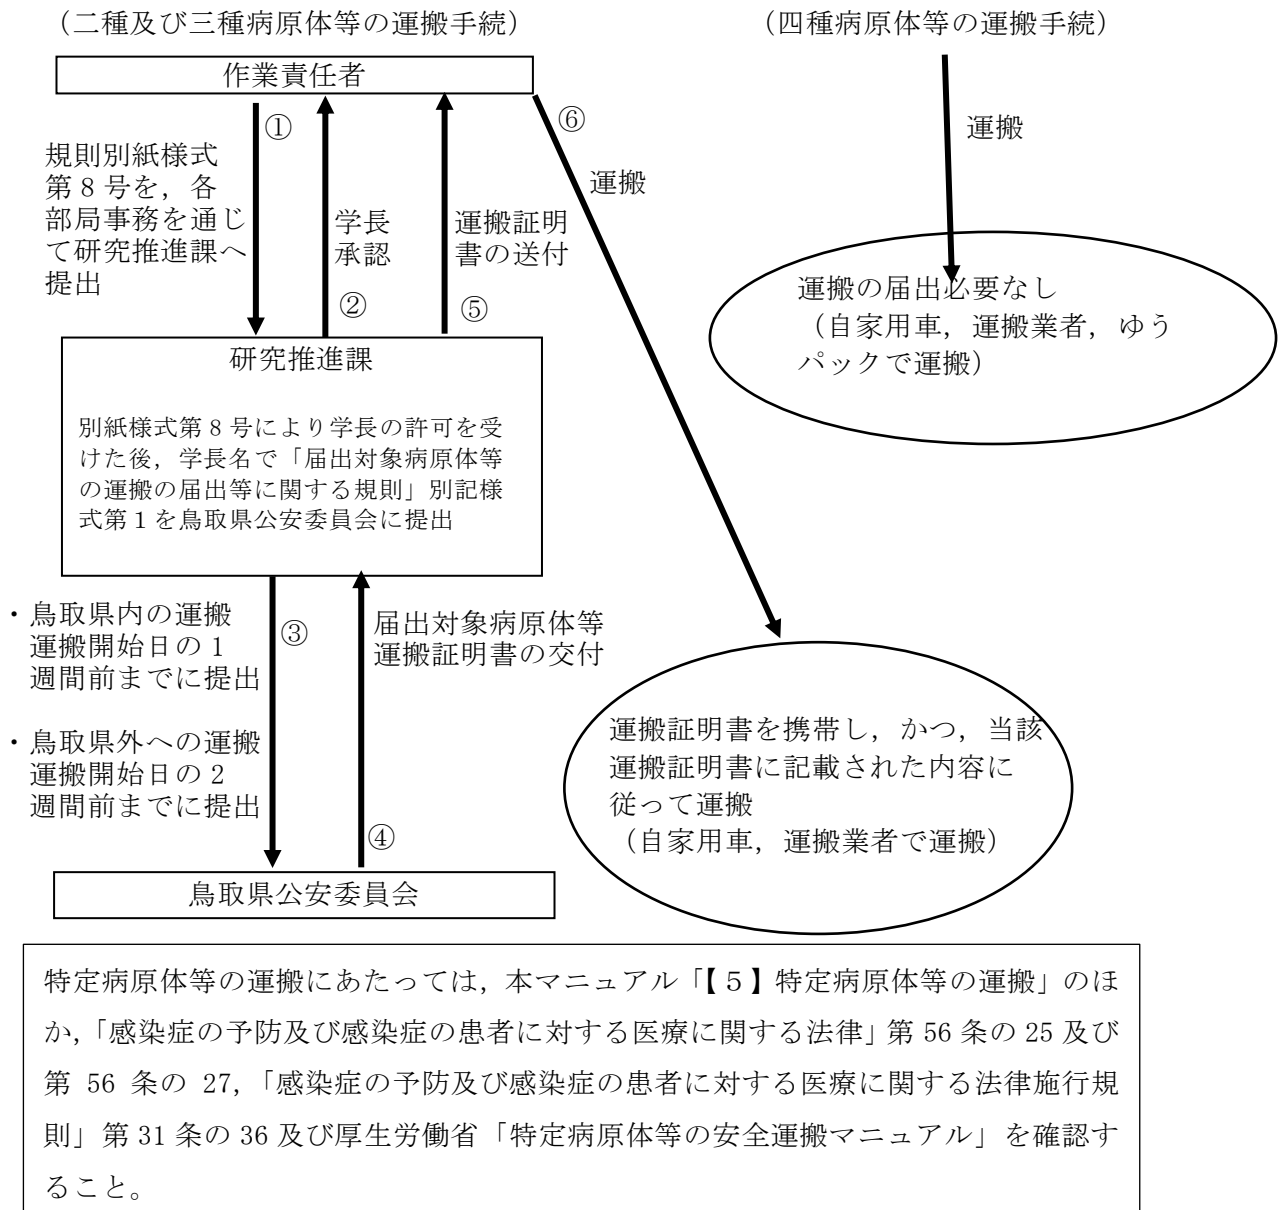 （二種及び三種病原体等の運搬手続）
（四種病原体等の運搬手続）
作業責任者
①
規則別紙様式
第８号を，各
部局事務を通じ
て研究推進課へ
提出
学長
承認
②
運搬証明
書の送付
⑤
⑥
運搬
運搬
運搬の届出必要なし
（自家用車，運搬業者，ゆう
パックで運搬）
研究推進課
別紙様式第８号により学長の許可を受
けた後，学長名で「届出対象病原体等
の運搬の届出等に関する規則」別記様
式第１を鳥取県公安委員会に提出
・鳥取県内の運搬
運搬開始日の１
週間前までに提出
・鳥取県外への運搬
運搬開始日の２
週間前までに提出
③
届出対象病原体等
運搬証明書の交付
④
運搬証明書を携帯し，かつ，当該
運搬証明書に記載された内容に
従って運搬
（自家用車，運搬業者で運搬）
鳥取県公安委員会
特定病原体等の運搬にあたっては，本マニュアル「【５】特定病原体等の運搬」のほ
か，「感染症の予防及び感染症の患者に対する医療に関する法律」第 56 条の 25 及び
第 56 条の 27，「感染症の予防及び感染症の患者に対する医療に関する法律施行規
則」第 31 条の 36 及び厚生労働省「特定病原体等の安全運搬マニュアル」を確認す
ること。